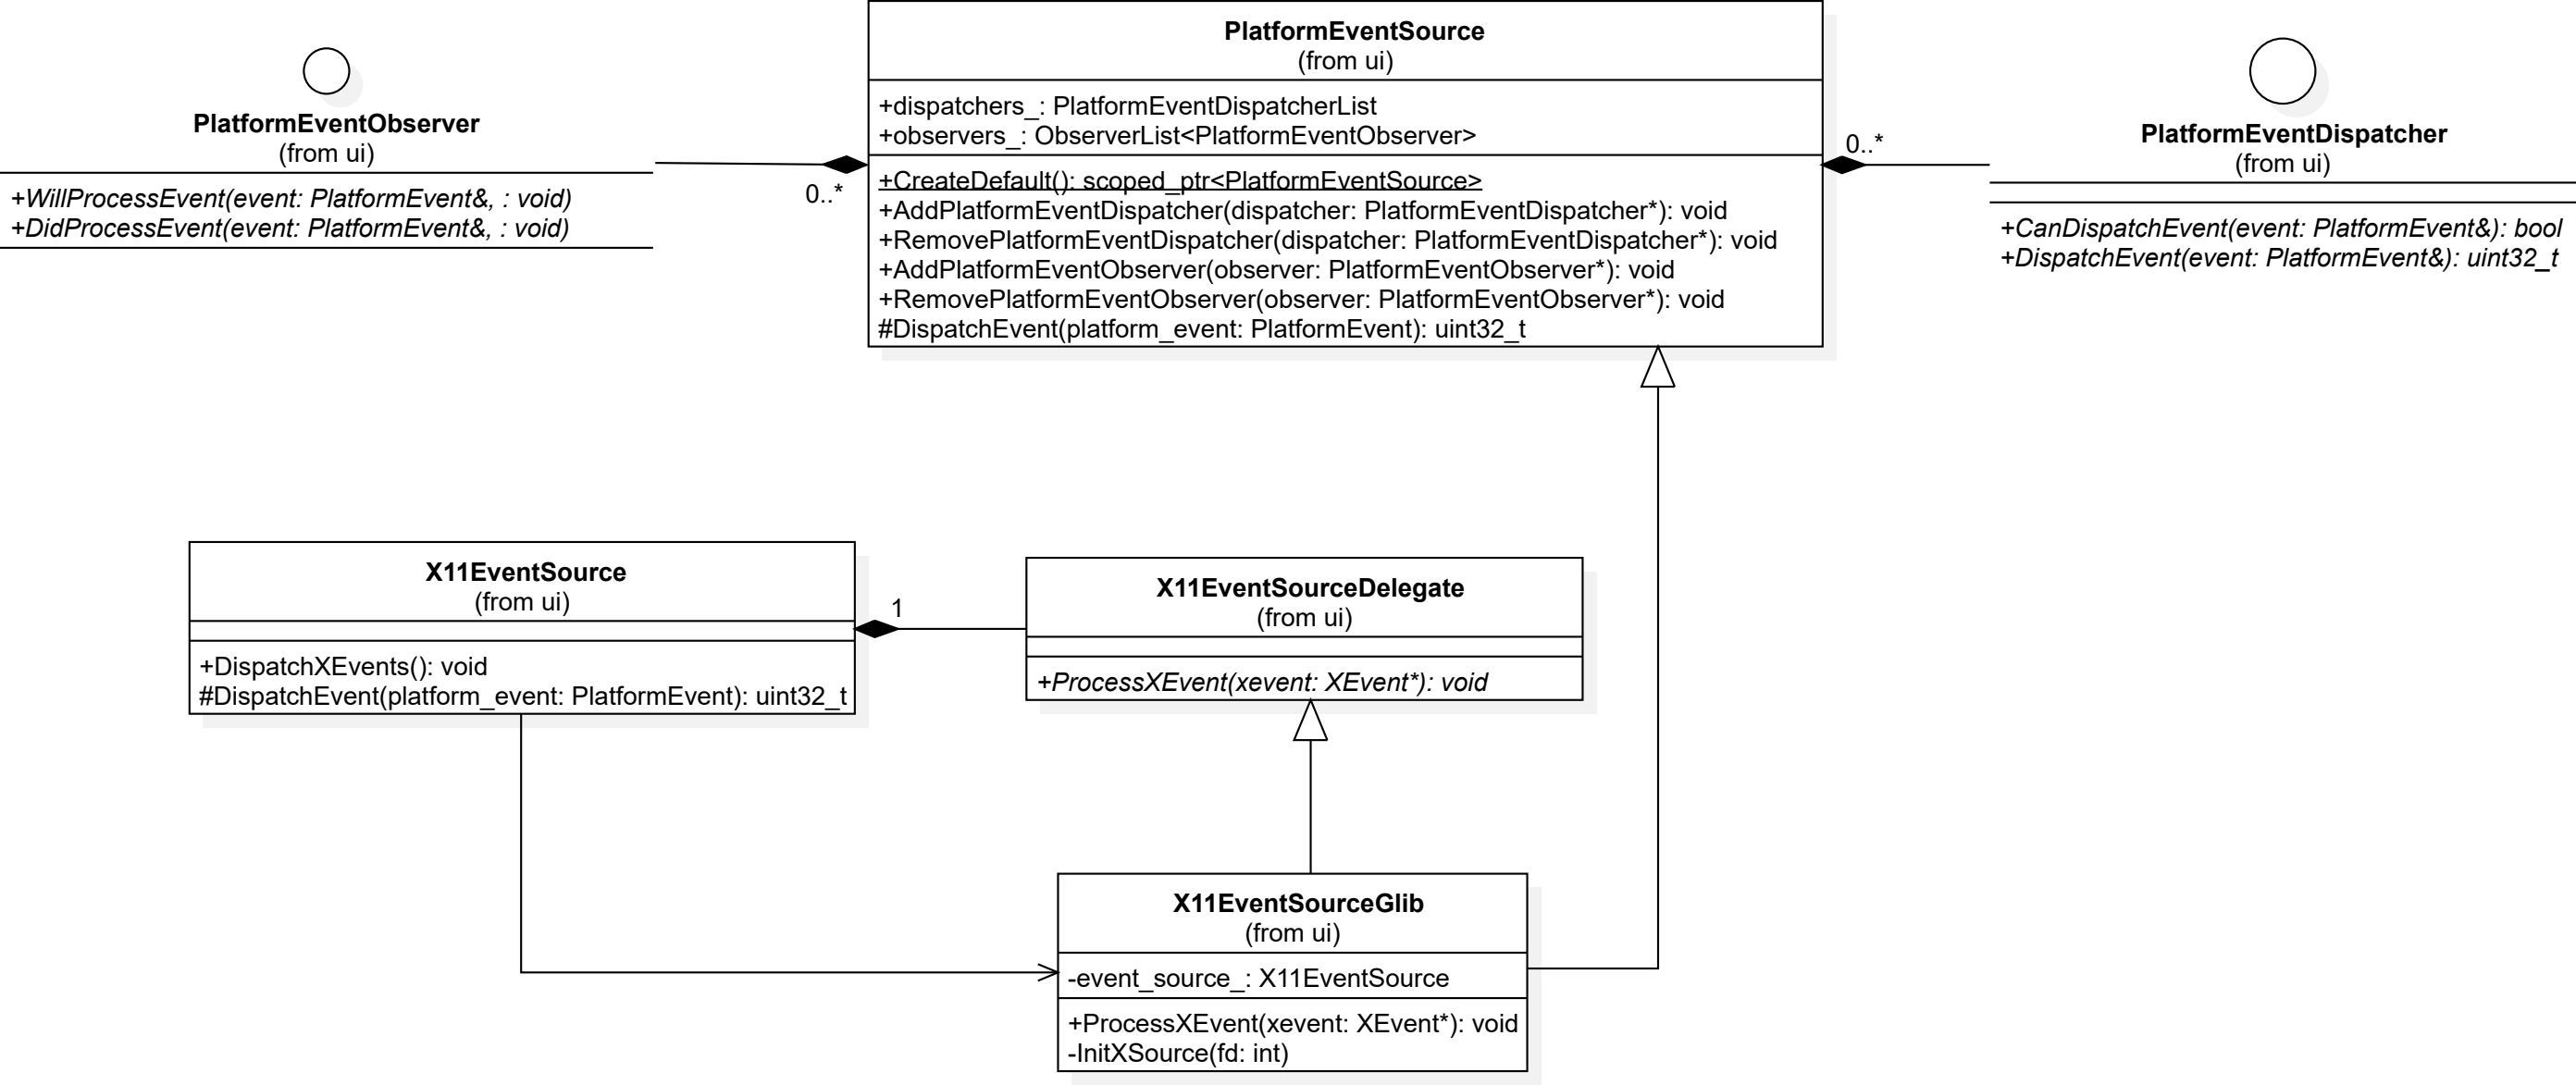 PlatformEventObserver
(from ui)
+WillProcessEvent(event: PlatformEvent&, : void)
+DidProcessEvent(event: PlatformEvent&, : void)
0..*
PlatformEventSource
(from ui)
+dispatchers_: PlatformEventDispatcherList
+observers_: ObserverList<PlatformEventObserver>
+CreateDefault(): scoped_ptr<PlatformEventSource>
+AddPlatformEventDispatcher(dispatcher: PlatformEventDispatcher*): void
+RemovePlatformEventDispatcher(dispatcher: PlatformEventDispatcher*): void
+AddPlatformEventObserver(observer: PlatformEventObserver*): void
+RemovePlatformEventObserver(observer: PlatformEventObserver*): void
#DispatchEvent(platform_event: PlatformEvent): uint32_t
0..*
PlatformEventDispatcher
(from ui)
+CanDispatchEvent(event: PlatformEvent&): bool
+DispatchEvent(event: PlatformEvent&): uint32_t
X11EventSource
(from ui)
+DispatchXEvents(): void
#DispatchEvent(platform_event: PlatformEvent): uint32_t
1
X11EventSourceDelegate
(from ui)
+ProcessXEvent(xevent: XEvent*): void
X11EventSourceGlib
(from ui)
-event_source_: X11EventSource
+ProcessXEvent(xevent: XEvent*): void
-InitXSource(fd: int)